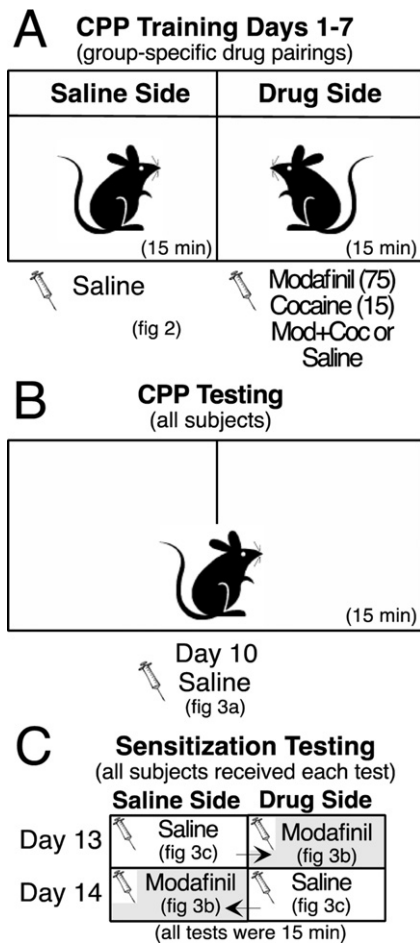 A CPP Training Days 1-7
(group-specific drug pairings)
Saline Side Drug Side
(15 min) (15 min)
Saline
(fig 2)
Modafinil (75)
Cocaine (15)
Mod+Coc or
Saline
B CPP Testing
(all subjects)
(15 min)
Day 10
Saline
(fig 3a)
C Sensitization Testing
(all subjects received each test)
Saline Side Drug Side
Day 13 Saline (fig 3c) Modafinil (fig 3b)
Day 14 Modafinil (fig 3b) Saline (fig 3c)
(all tests were 15 min)